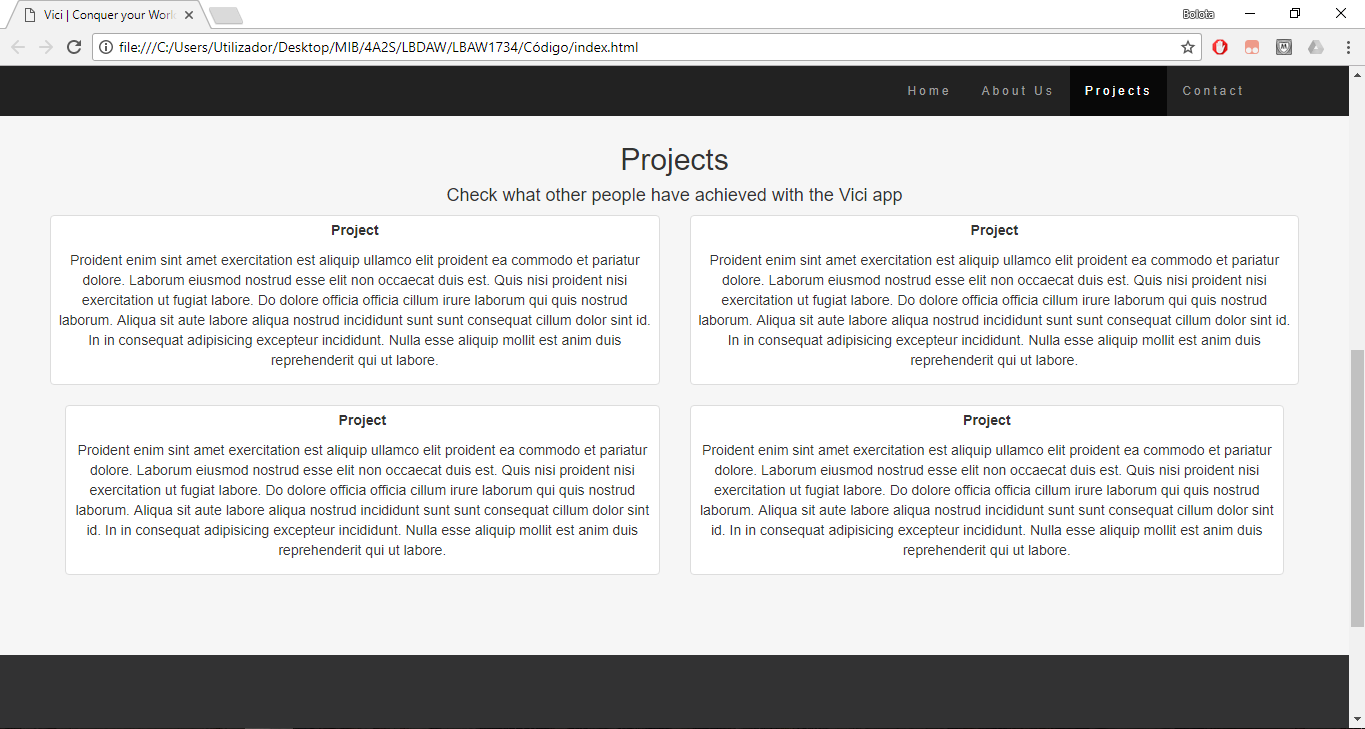 Vici | Conquer your Worl
Bolota
file:///C:/Users/Utilizador/Desktop/MIB/4A2S/LBDAW/LBAW1734/Código/index.html
Home About Us Projects Contact
Projects
Check what other people have achieved with the Vici app
Project
Proident enim sint amet exercitation est aliquip ullamco elit proident ea commodo et pariatur
dolore. Laborum eiusmod nostrud esse elit non occaecat duis est. Quis nisi proident nisi
exercitation ut fugiat labore. Do dolore officia officia cillum irure laborum qui quis nostrud
laborum. Aliqua sit aute labore aliqua nostrud incididunt sunt sunt consequat cillum dolor sint id.
In in consequat adipisicing excepteur incididunt. Nulla esse aliquip mollit est anim duis
reprehenderit qui ut labore.
Project
Proident enim sint amet exercitation est aliquip ullamco elit proident ea commodo et pariatur
dolore. Laborum eiusmod nostrud esse elit non occaecat duis est. Quis nisi proident nisi
exercitation ut fugiat labore. Do dolore officia officia cillum irure laborum qui quis nostrud
laborum. Aliqua sit aute labore aliqua nostrud incididunt sunt sunt consequat cillum dolor sint id.
In in consequat adipisicing excepteur incididunt. Nulla esse aliquip mollit est anim duis
reprehenderit qui ut labore.
Project
Proident enim sint amet exercitation est aliquip ullamco elit proident ea commodo et pariatur
dolore. Laborum eiusmod nostrud esse elit non occaecat duis est. Quis nisi proident nisi
exercitation ut fugiat labore. Do dolore officia officia cillum irure laborum qui quis nostrud
laborum. Aliqua sit aute labore aliqua nostrud incididunt sunt sunt consequat cillum dolor sint
id. In in consequat adipisicing excepteur incididunt. Nulla esse aliquip mollit est anim duis
reprehenderit qui ut labore.
Project
Proident enim sint amet exercitation est aliquip ullamco elit proident ea commodo et pariatur
dolore. Laborum eiusmod nostrud esse elit non occaecat duis est. Quis nisi proident nisi
exercitation ut fugiat labore. Do dolore officia officia cillum irure laborum qui quis nostrud
laborum. Aliqua sit aute labore aliqua nostrud incididunt sunt sunt consequat cillum dolor sint
id. In in consequat adipisicing excepteur incididunt. Nulla esse aliquip mollit est anim duis
reprehenderit qui ut labore.